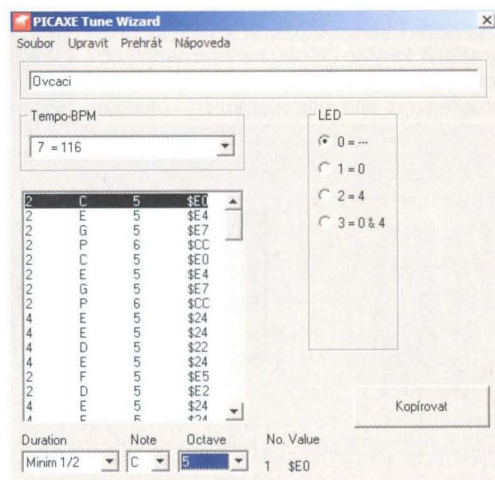 PICAXE Tune Wizard
Soubor Upravit Prehrát Nápoveda
Ovcaci
Tempo-BPM
7 = 116
LED
0 = ---
1 = 0
2 = 4
3 = 0 & 4
2 C 5 $E0
2 E 5 $E4
2 G 5 $E7
2 P 6 $CC
2 C 5 $E0
2 E 5 $E4
2 G 5 $E7
2 P 6 $CC
4 E 5 $24
4 E 5 $24
4 D 5 $22
4 E 5 $24
2 F 5 $E5
2 D 5 $E2
4 E 5 $24
4 E 5 $24
Kopírovat
Duration Note Octave No. Value
Minim 1/2 C 5 1 $E0